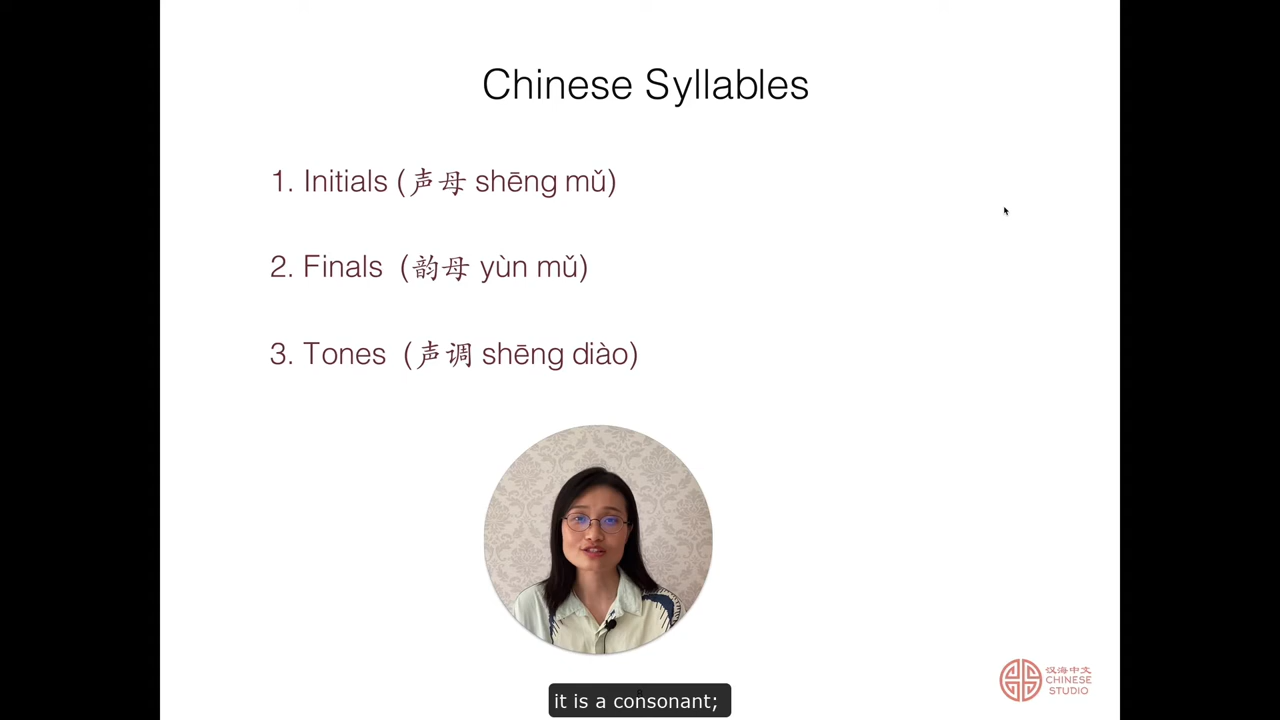 Chinese Syllables
1. Initials (声母 shēng mǔ)
2. Finals (韵母 yùn mǔ)
3. Tones (声调 shēng diào)
汉海中文
CHINESE
STUDIO
it is a consonant;